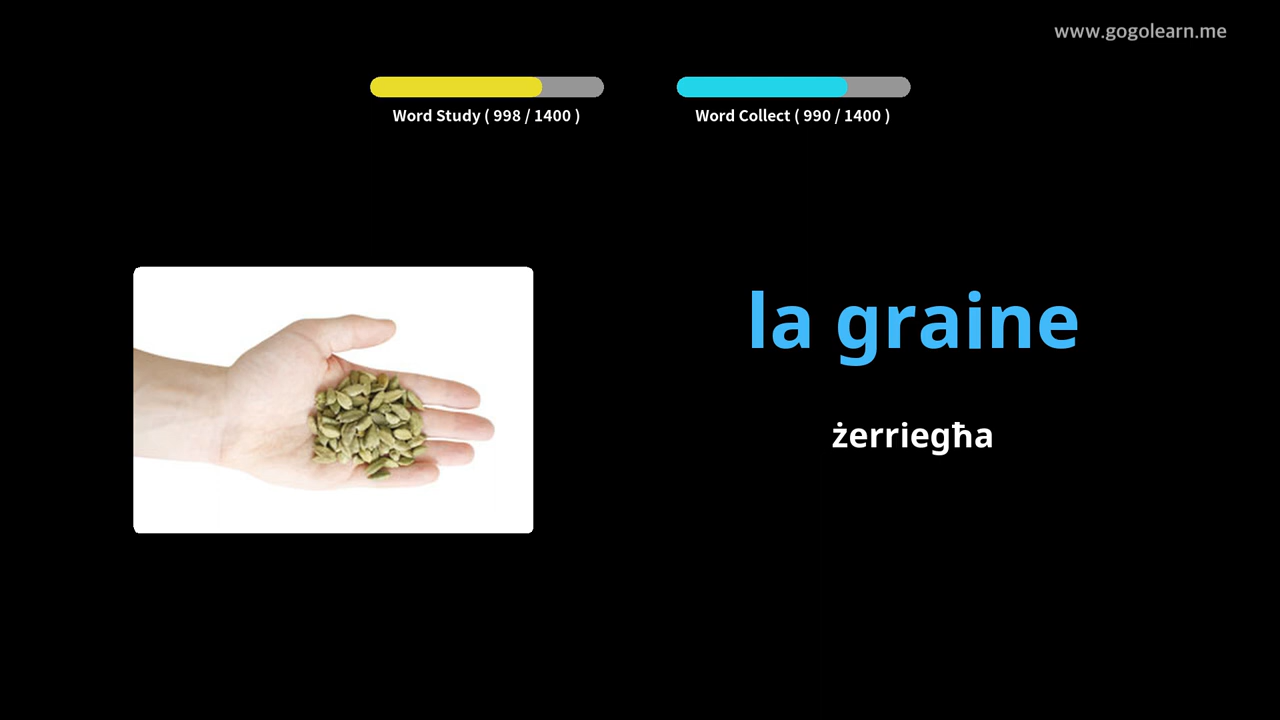 www.gogolearn.me
Word Study ( 998 / 1400 )
Word Collect ( 990 / 1400 )
la graine
żerriegħa